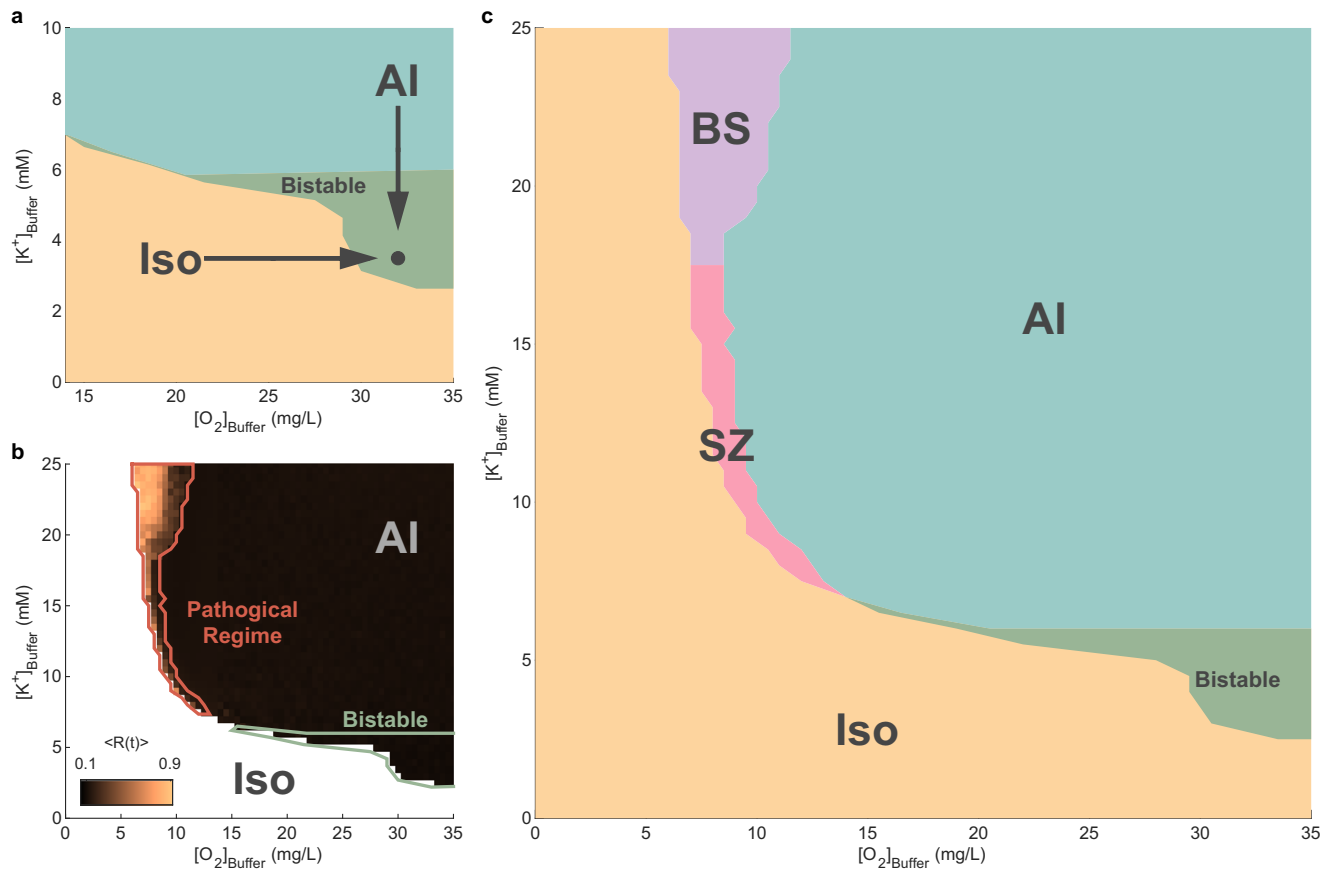 a
10
8
6
4
2
0
15
20
25
30
35
[K+]Buffer (mM)
[O2]Buffer (mg/L)
AI
Bistable
Iso
b
25
20
15
10
5
0
0
5
10
15
20
25
30
35
[K+]Buffer (mM)
[O2]Buffer (mg/L)
AI
Pathogical
Regime
Bistable
<R(t)>
0.1
0.9
Iso
c
25
20
15
10
5
0
0
5
10
15
20
25
30
35
[K+]Buffer (mM)
[O2]Buffer (mg/L)
BS
AI
SZ
Bistable
Iso